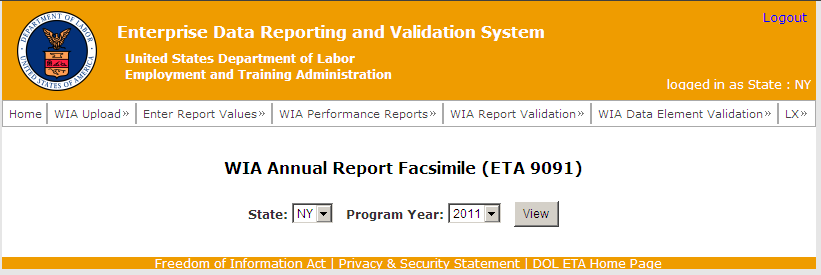 Logout
Enterprise Data Reporting and Validation System
United States Department of Labor
Employment and Training Administration
logged in as State : NY
Home WIA Upload» Enter Report Values» WIA Performance Reports» WIA Report Validation» WIA Data Element Validation» LX»
WIA Annual Report Facsimile (ETA 9091)
State: NY Program Year: 2011 View
Freedom of Information Act | Privacy & Security Statement | DOL ETA Home Page
DEPARTMENT OF LABOR
UNITED STATES OF AMERICA